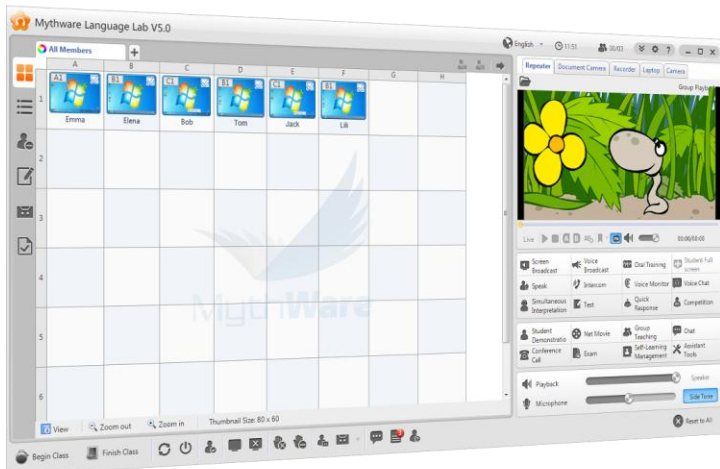 Mythware Language Lab V5.0
English
11:51
All Members
Repeater Document Camera Recorder Laptop Camera
A B C D E F G H
Group Playback
1
A1 B1 C1 B1 C1 B1
Emma Elena Bob Tom Jack Lili
2
3
4
5
6
MythWare
Live
00:00/00:00
Screen Broadcast
Voice Broadcast
Oral Training
Student Full screen
Speak
Intercom
Voice Monitor
Voice Chat
Simultaneous Interpretation
Test
Quick Response
Competition
Student Demonstratio
Net Movie
Group Teaching
Chat
Conference Call
Exam
Self-Learning Management
Assistant Tools
Playback
Speaker
Microphone
Side Tone
Reset to All
View Zoom out Zoom in Thumbnail Size: 80 x 60
Begin Class Finish Class